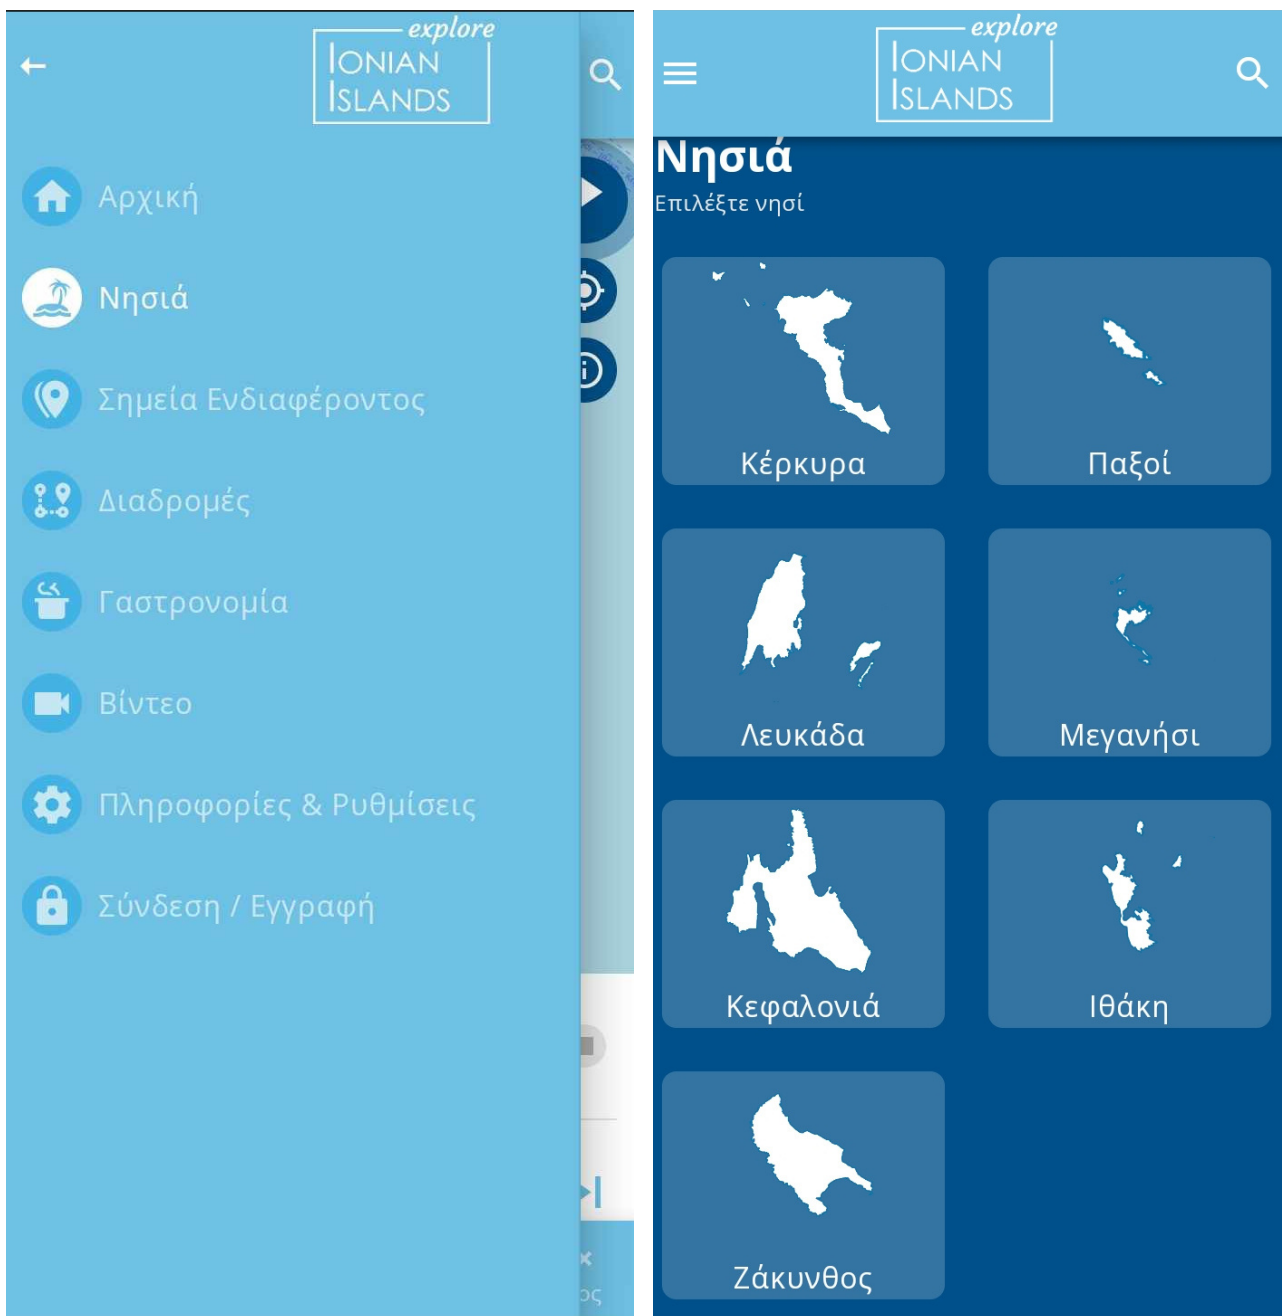 explore
IONIAN
ISLANDS
Αρχική
Νησιά
Σημεία Ενδιαφέροντος
Διαδρομές
Γαστρονομία
Βίντεο
Πληροφορίες & Ρυθμίσεις
Σύνδεση / Εγγραφή
explore
IONIAN
ISLANDS
Νησιά
Επιλέξτε νησί
Κέρκυρα
Παξοί
Λευκάδα
Μεγανήσι
Κεφαλονιά
Ιθάκη
Ζάκυνθος